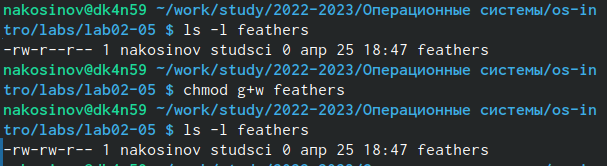 nakosinov@dk4n59 ~/work/study/2022-2023/Операционные системы/os-in
tro/labs/lab02-05 $ ls -l feathers
-rw-r--r-- 1 nakosinov studsci 0 апр 25 18:47 feathers
nakosinov@dk4n59 ~/work/study/2022-2023/Операционные системы/os-in
tro/labs/lab02-05 $ chmod g+w feathers
nakosinov@dk4n59 ~/work/study/2022-2023/Операционные системы/os-in
tro/labs/lab02-05 $ ls -l feathers
-rw-rw-r-- 1 nakosinov studsci 0 апр 25 18:47 feathers